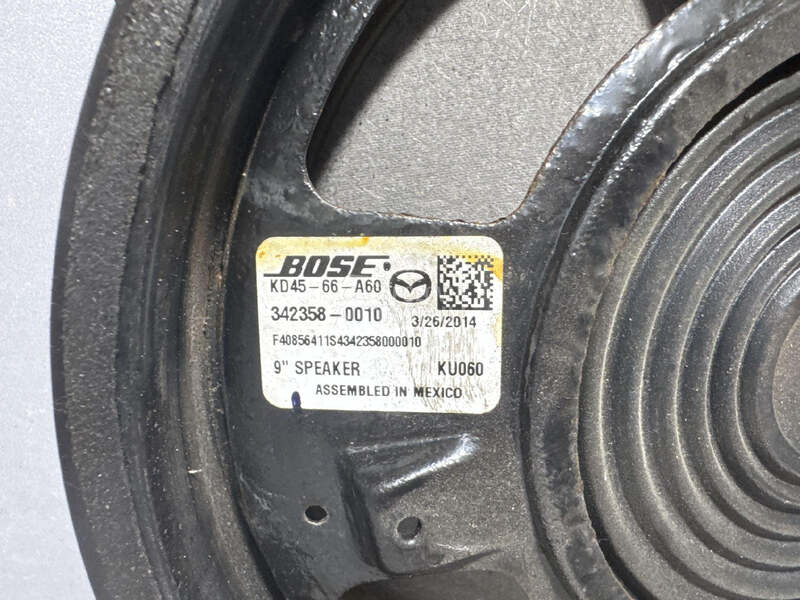 BOSE®
KD45-66-A60
342358-0010 3/26/2014
F40856411S4342358000010
9" SPEAKER KU060
ASSEMBLED IN MEXICO